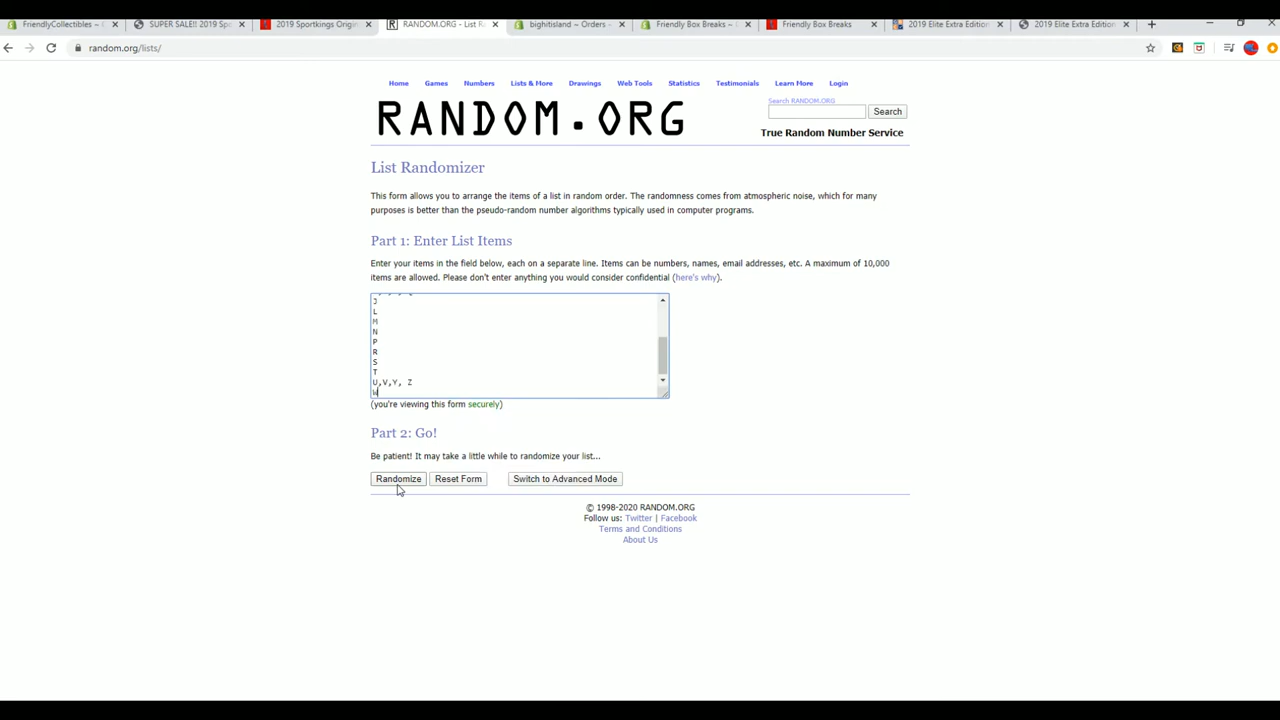 FriendlyCollectibles ~
SUPER SALE!! 2019 Spo
2019 Sportkings Origin
RANDOM.ORG - List R
bighitisland ~ Orders -
Friendly Box Breaks ~
Friendly Box Breaks
2019 Elite Extra Edition
2019 Elite Extra Edition
random.org/lists/
Home Games Numbers Lists & More Drawings Web Tools Statistics Testimonials Learn More Login
RANDOM.ORG
Search RANDOM.ORG
Search
True Random Number Service
List Randomizer
This form allows you to arrange the items of a list in random order. The randomness comes from atmospheric noise, which for many
purposes is better than the pseudo-random number algorithms typically used in computer programs.
Part 1: Enter List Items
Enter your items in the field below, each on a separate line. Items can be numbers, names, email addresses, etc. A maximum of 10,000
items are allowed. Please don't enter anything you would consider confidential (here's why).
J
L
M
N
P
R
S
T
U,V,Y, Z
W
(you're viewing this form securely)
Part 2: Go!
Be patient! It may take a little while to randomize your list...
Randomize Reset Form Switch to Advanced Mode
© 1998-2020 RANDOM.ORG
Follow us: Twitter | Facebook
Terms and Conditions
About Us